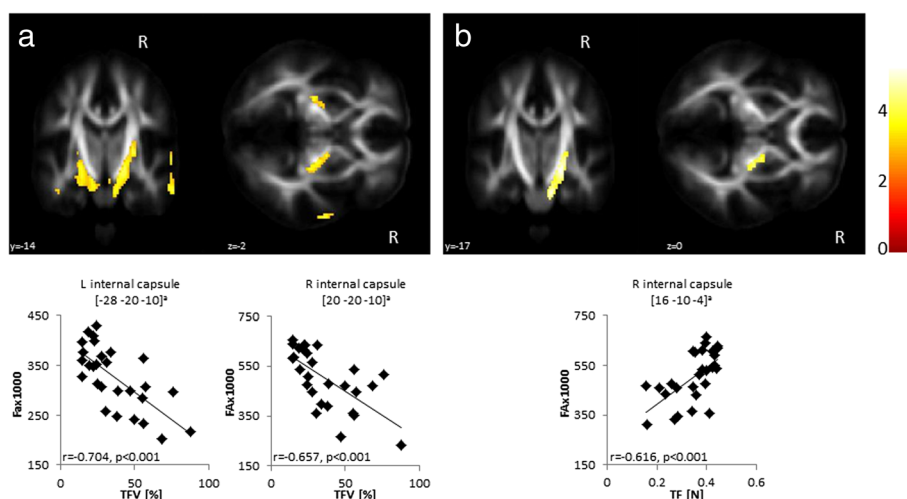 a
R
y=-14
z=-2
R
b
R
y=-17
z=0
R
4
2
0
L internal capsule
[-28 -20 -10]ᵃ
Fax1000
450
350
250
150
r=-0.704, p<0.001
0
50
100
TFV [%]
R internal capsule
[20 -20 -10]ᵃ
FAx1000
750
550
350
150
r=-0.657, p<0.001
0
50
100
TFV [%]
R internal capsule
[16 -10 -4]ᵃ
FAx1000
750
550
350
150
r=-0.616, p<0.001
0
0.2
0.4
0.6
TF [N]